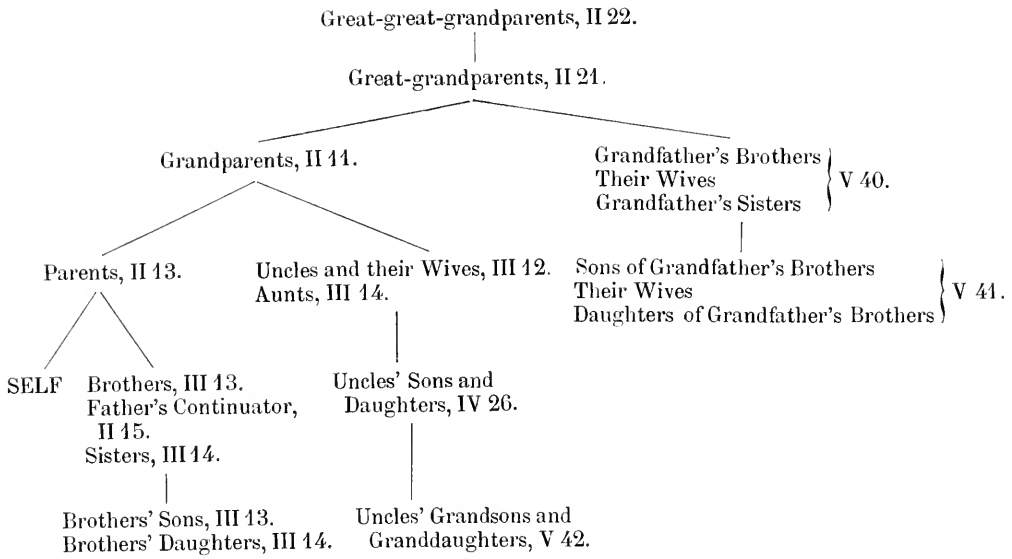 Great-great-grandparents, II 22.
Great-grandparents, II 21.
Grandparents, II 11.
Grandfather's Brothers
Their Wives
Grandfather's Sisters
V 40.
Parents, II 13.
Uncles and their Wives, III 12.
Aunts, III 14.
Sons of Grandfather's Brothers
Their Wives
Daughters of Grandfather's Brothers
V 41.
SELF
Brothers, III 13.
Father's Continuator,
II 15.
Sisters, III 14.
Uncles' Sons and
Daughters, IV 26.
Brothers' Sons, III 13.
Brothers' Daughters, III 14.
Uncles' Grandsons and
Granddaughters, V 42.